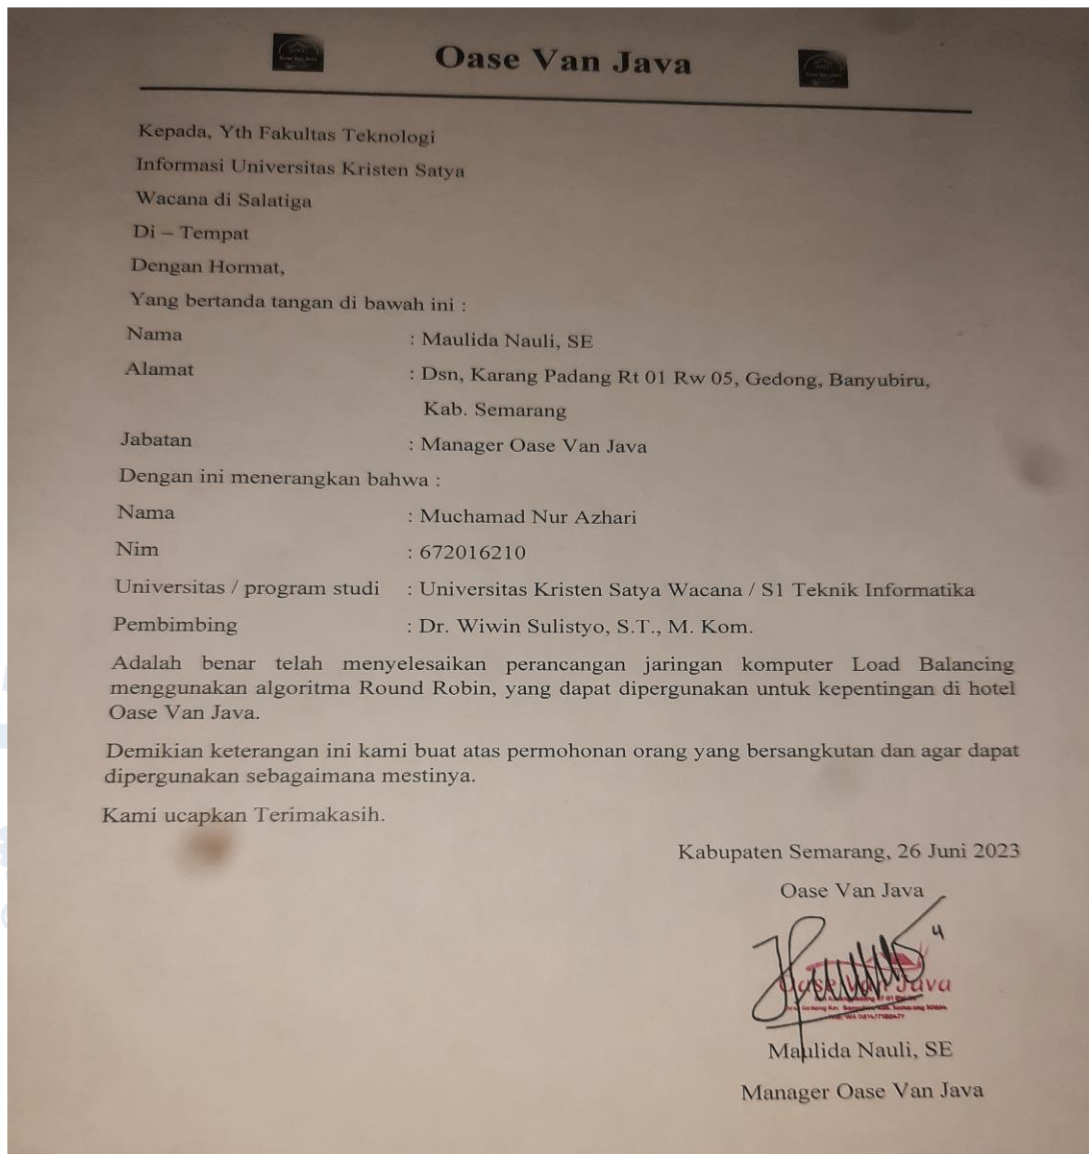 Oase Van Java
Kepada, Yth Fakultas Teknologi
Informasi Universitas Kristen Satya
Wacana di Salatiga
Di – Tempat
Dengan Hormat,
Yang bertanda tangan di bawah ini :
Nama : Maulida Nauli, SE
Alamat : Dsn, Karang Padang Rt 01 Rw 05, Gedong, Banyubiru,
Kab. Semarang
Jabatan : Manager Oase Van Java
Dengan ini menerangkan bahwa :
Nama : Muchamad Nur Azhari
Nim : 672016210
Universitas / program studi : Universitas Kristen Satya Wacana / S1 Teknik Informatika
Pembimbing : Dr. Wiwin Sulistyo, S.T., M. Kom.
Adalah benar telah menyelesaikan perancangan jaringan komputer Load Balancing
menggunakan algoritma Round Robin, yang dapat dipergunakan untuk kepentingan di hotel
Oase Van Java.
Demikian keterangan ini kami buat atas permohonan orang yang bersangkutan dan agar dapat
dipergunakan sebagaimana mestinya.
Kami ucapkan Terimakasih.
Kabupaten Semarang, 26 Juni 2023
Oase Van Java
Oase Van Java
Maulida Nauli, SE
Manager Oase Van Java